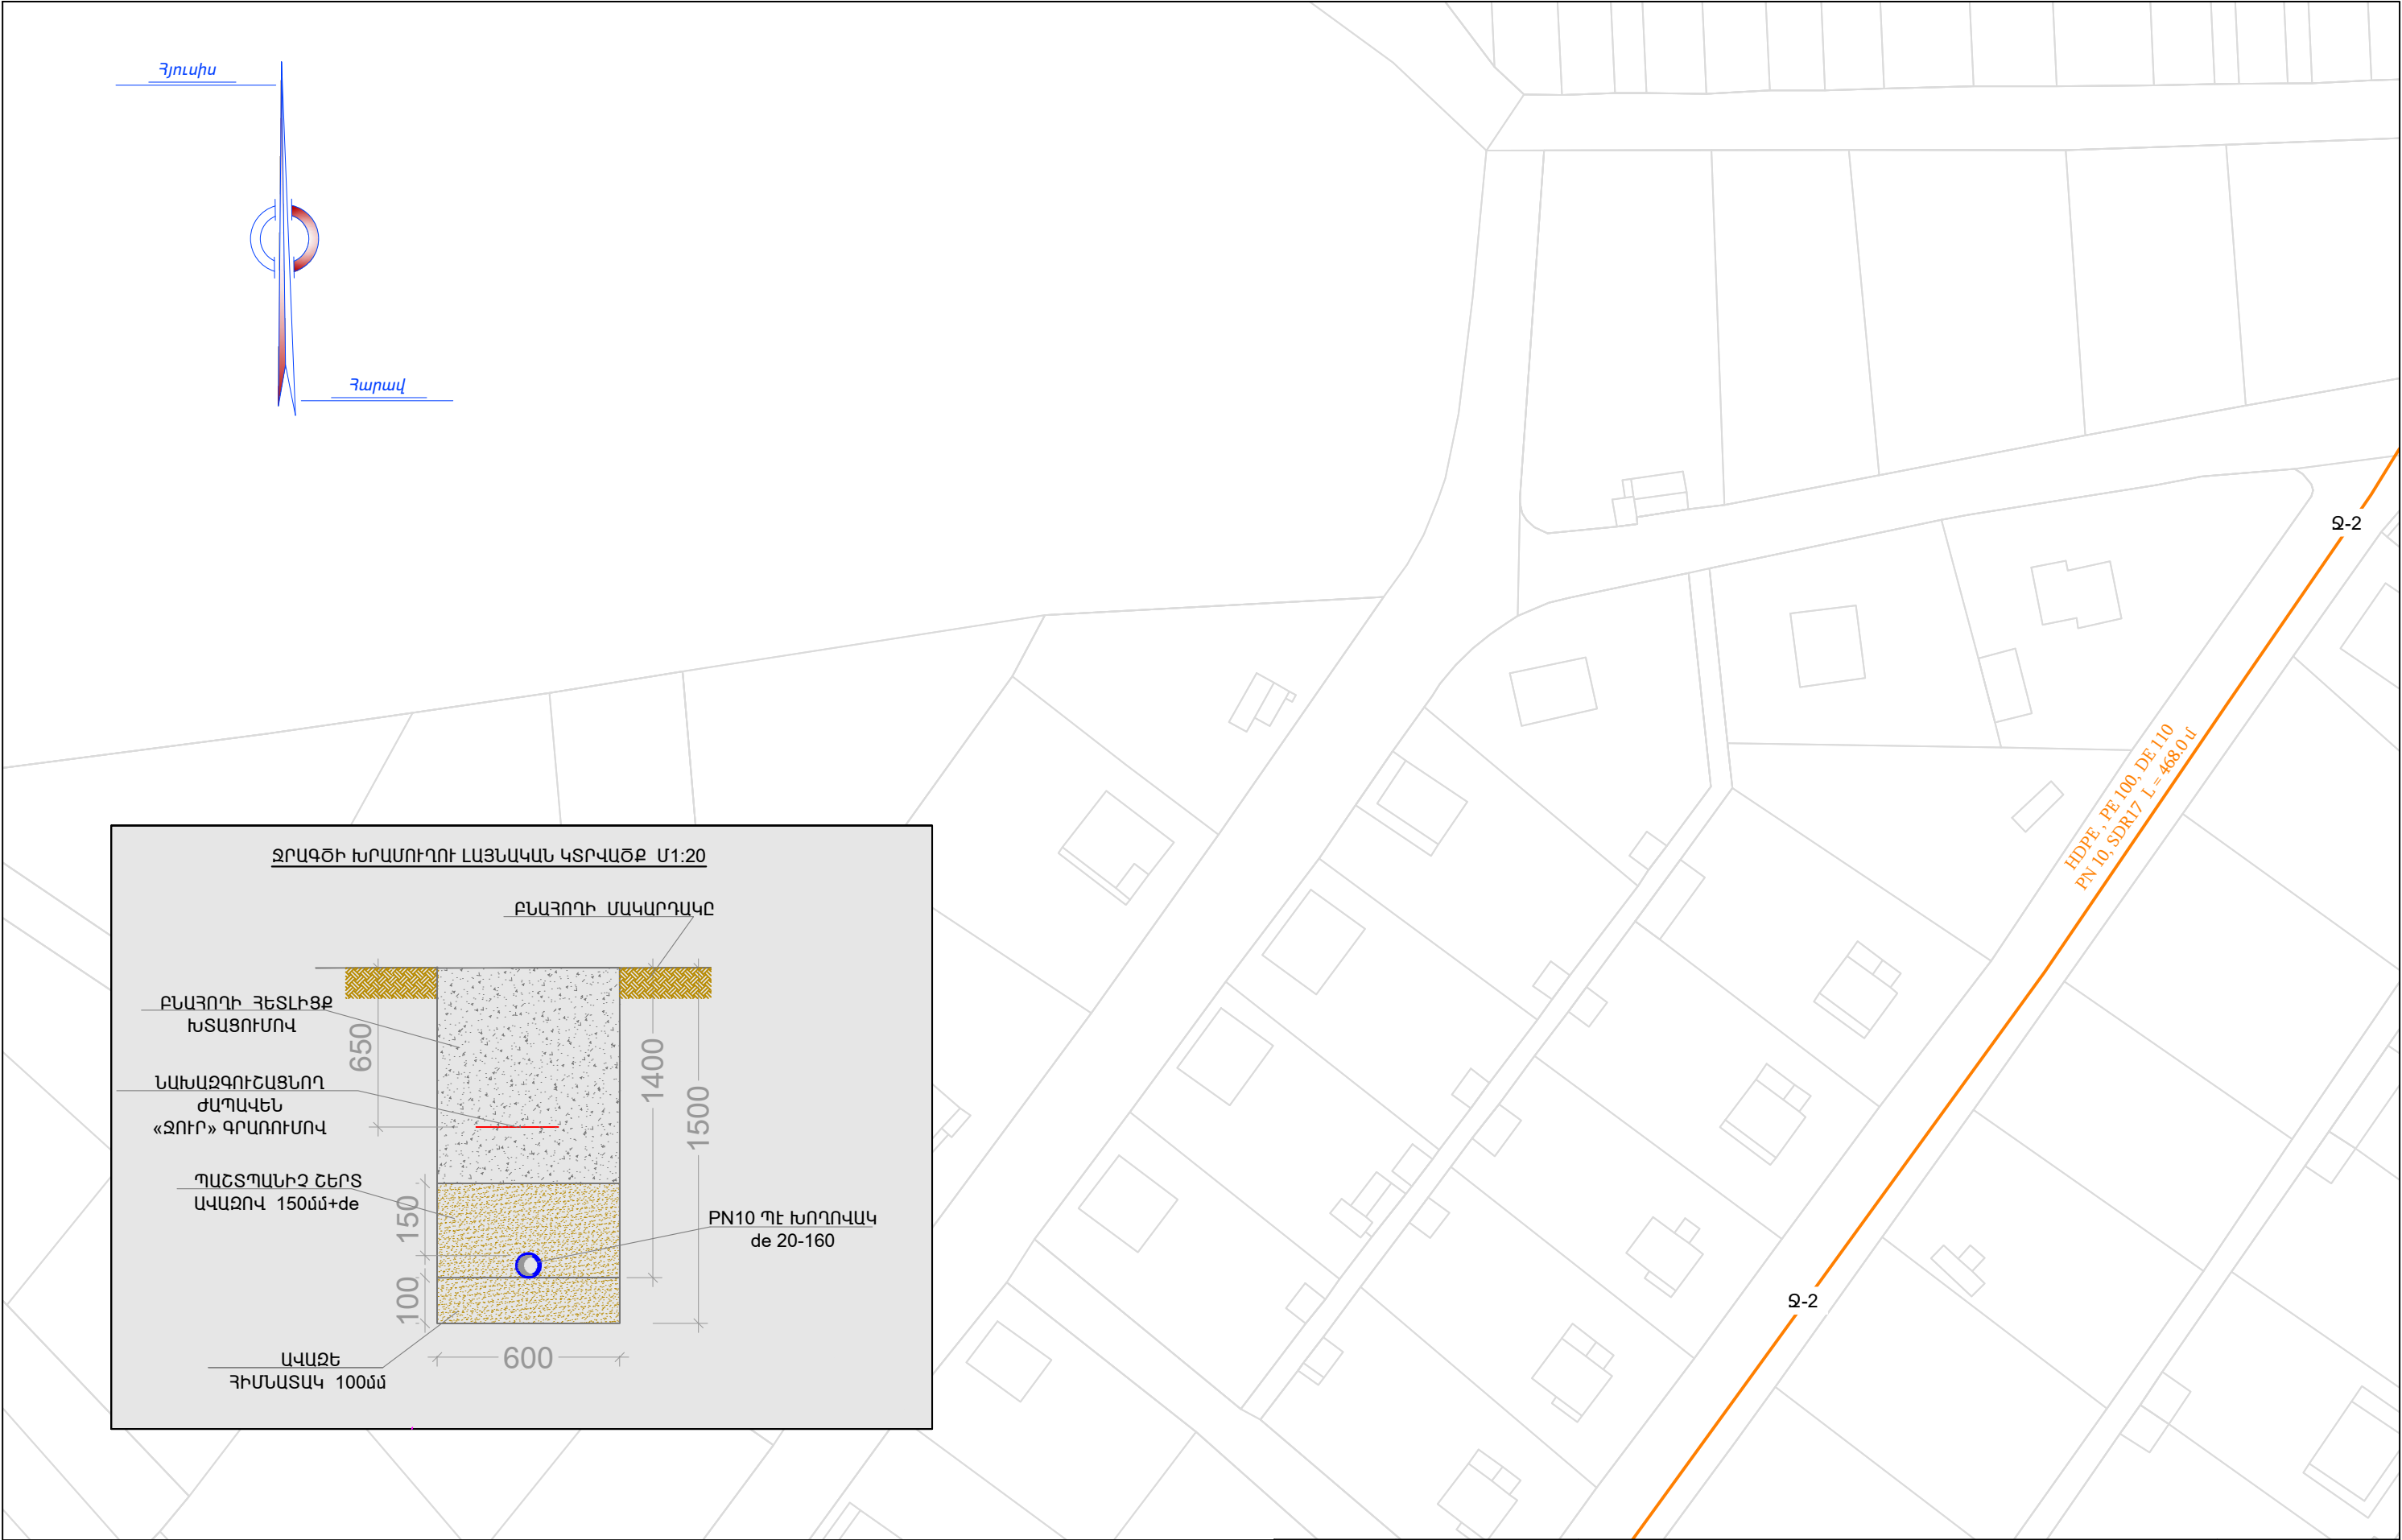 Հյուսիս
Հարավ
Ջ-2
HDPE , PE 100, DE 110
PN 10, SDR17 L = 468.0 մ
ՋՐԱԳԾԻ ԽՐԱՄՈՒՂՈՒ ԼԱՅՆԱԿԱՆ ԿՏՐՎԱԾՔ Մ1:20
ԲՆԱՀՈՂԻ ՄԱԿԱՐԴԱԿԸ
ԲՆԱՀՈՂԻ ՀԵՏԼԻՑՔ
ԽՏԱՑՈՒՄՈՎ
650
1400
1500
ՆԱԽԱԶԳՈՒՇԱՑՆՈՂ
ԺԱՊԱՎԵՆ
«ՋՈՒՐ» ԳՐԱՌՈՒՄՈՎ
ՊԱՇՏՊԱՆԻՉ ՇԵՐՏ
ԱՎԱԶՈՎ 150մմ+de
150
PN10 ՊԷ ԽՈՂՈՎԱԿ
de 20-160
100
600
ԱՎԱԶԵ
ՀԻՄՆԱՏԱԿ 100մմ
Ջ-2